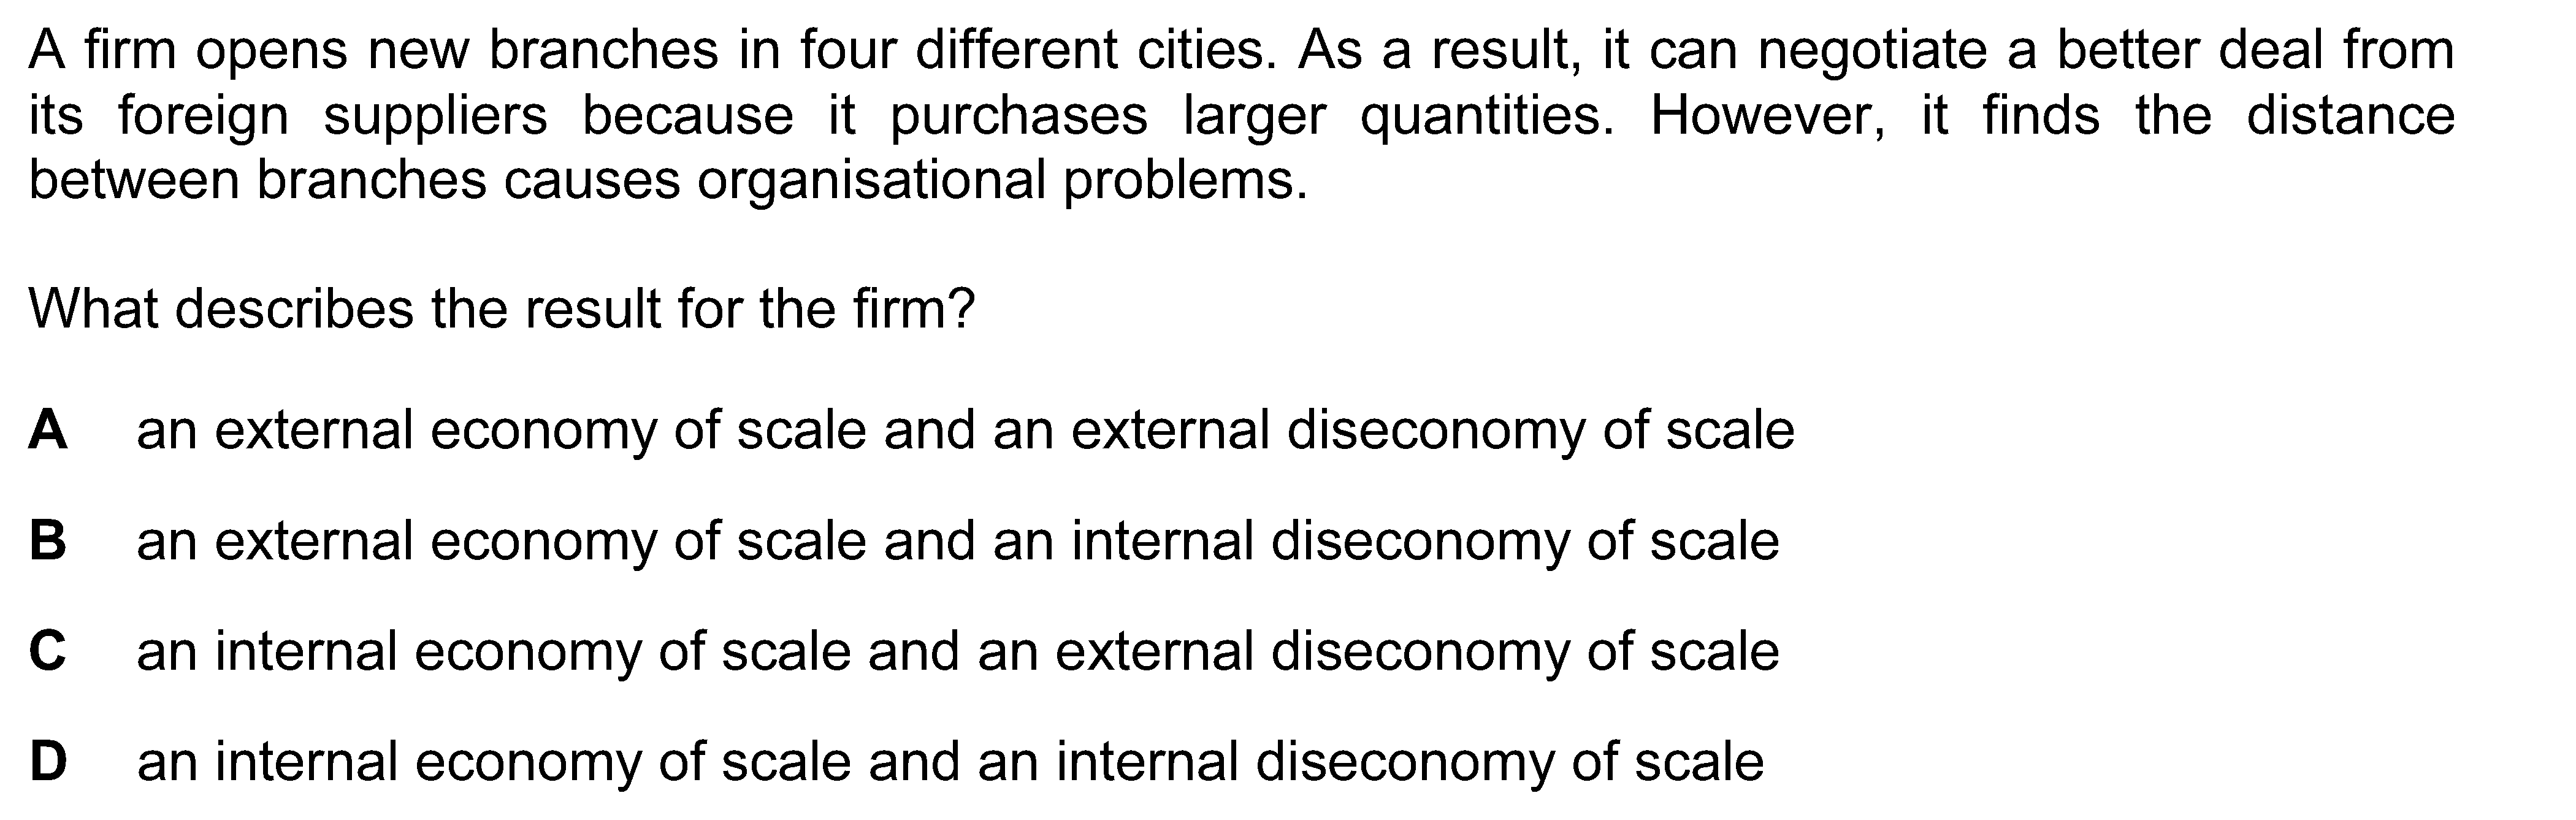 A firm opens new branches in four different cities. As a result, it can negotiate a better deal from
its foreign suppliers because it purchases larger quantities. However, it finds the distance
between branches causes organisational problems.
What describes the result for the firm?
A an external economy of scale and an external diseconomy of scale
B an external economy of scale and an internal diseconomy of scale
C an internal economy of scale and an external diseconomy of scale
D an internal economy of scale and an internal diseconomy of scale